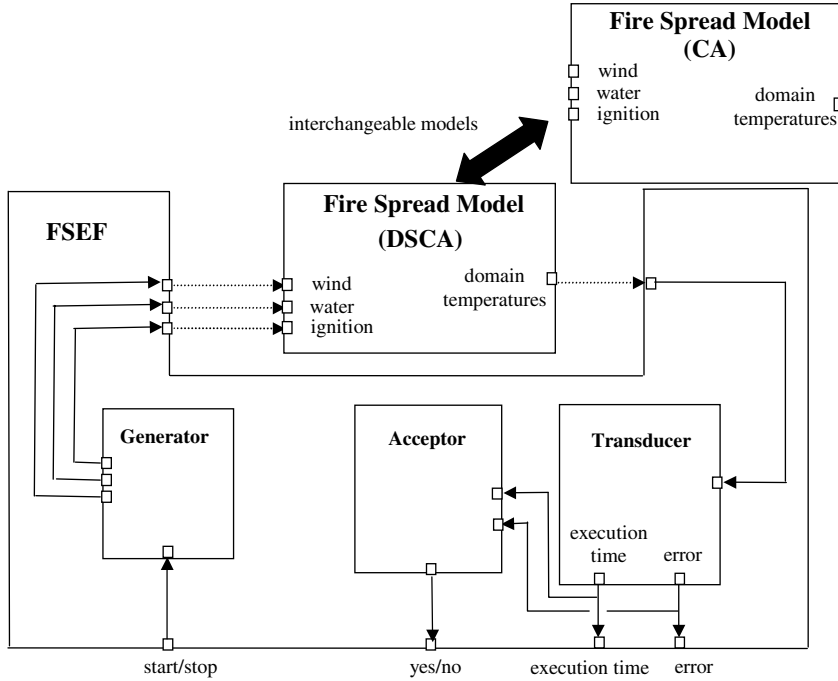 Fire Spread Model
(CA)
wind
water
ignition
domain
temperatures
interchangeable models
FSEF
Fire Spread Model
(DSCA)
wind
water
ignition
domain
temperatures
Generator
Acceptor
Transducer
execution
time
error
start/stop
yes/no
execution time
error